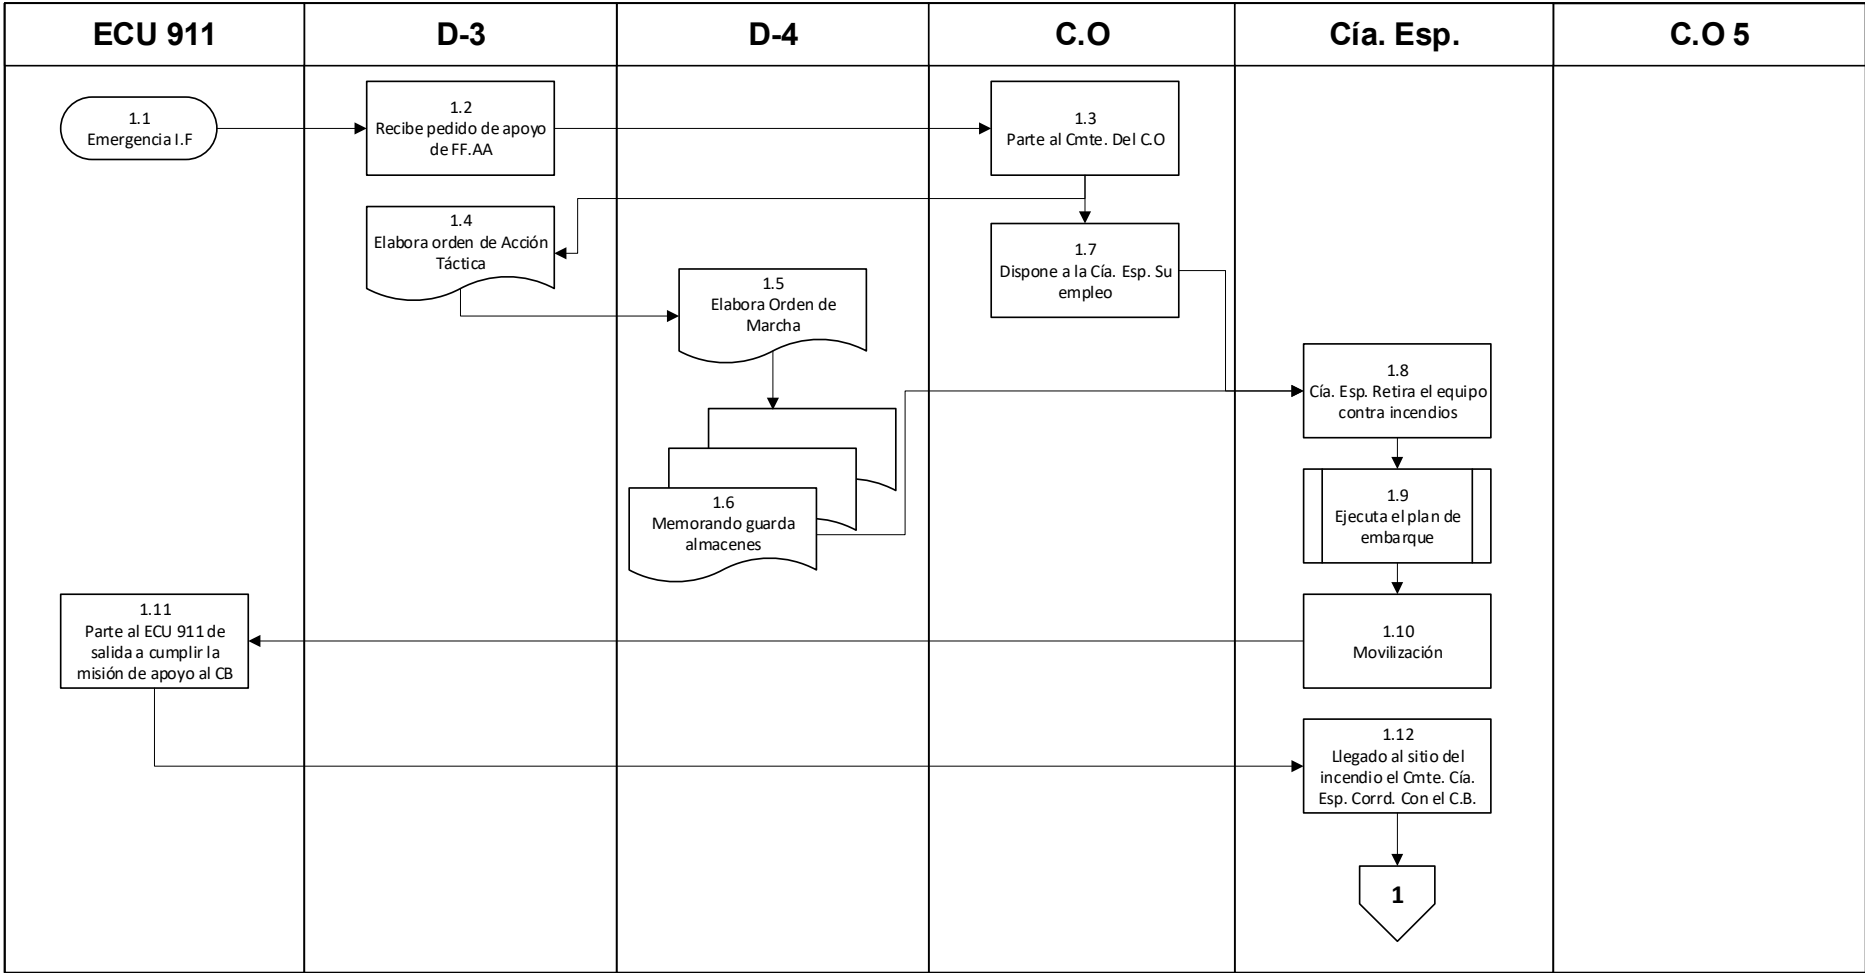 ECU 911
D-3
D-4
C.O
Cía. Esp.
C.O 5
1.1
Emergencia I.F
1.2
Recibe pedido de apoyo
de FF.AA
1.3
Parte al Cmte. Del C.O
1.4
Elabora orden de Acción
Táctica
1.5
Elabora Orden de
Marcha
1.6
Memorando guarda
almacenes
1.7
Dispone a la Cía. Esp. Su
empleo
1.8
Cía. Esp. Retira el equipo
contra incendios
1.9
Ejecuta el plan de
embarque
1.10
Movilización
1.11
Parte al ECU 911 de
salida a cumplir la
misión de apoyo al CB
1.12
Llegado al sitio del
incendio el Cmte. Cía.
Esp. Corrd. Con el C.B.
1